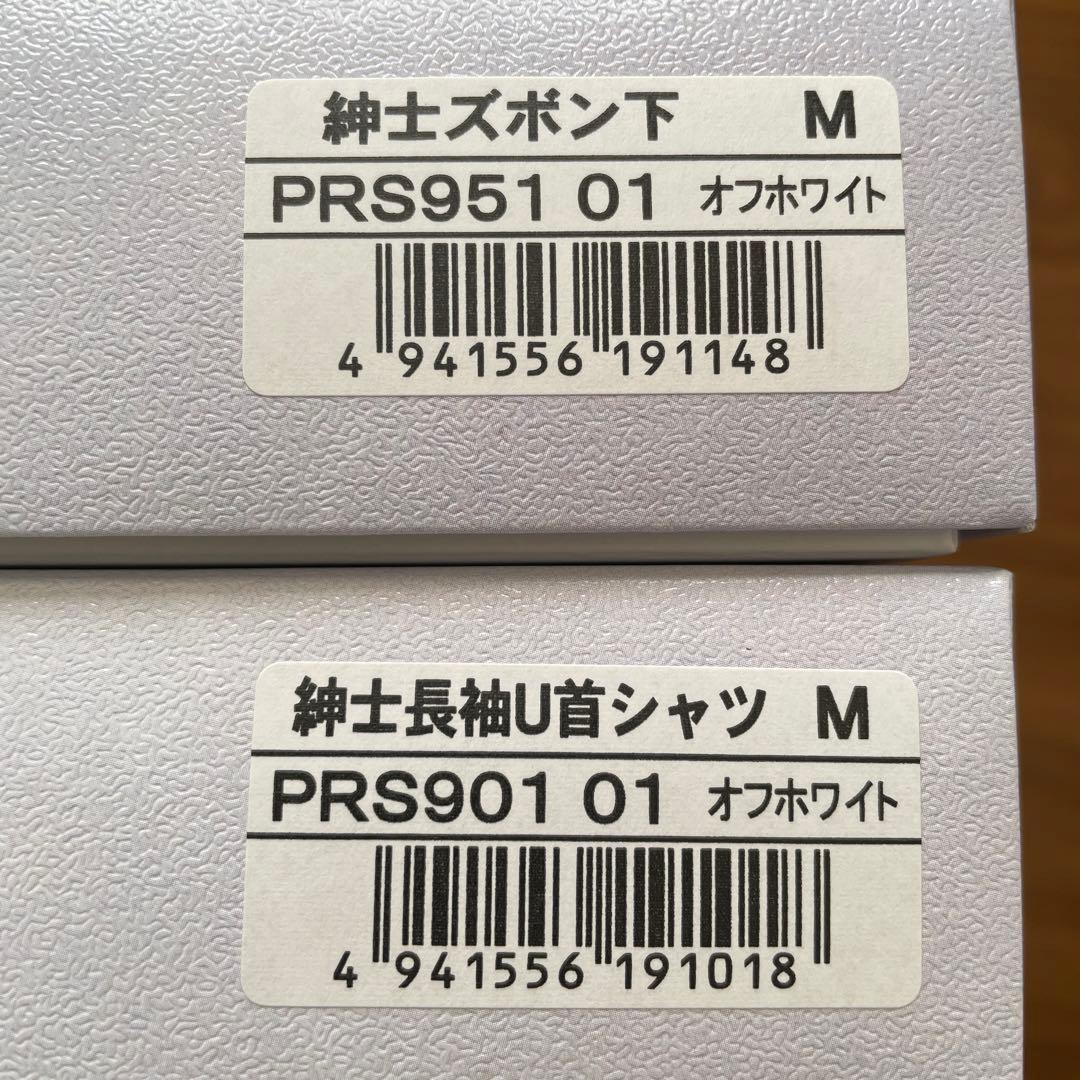 紳士ズボン下 M
PRS951 01 オフホワイト
4 941556 191148
紳士長袖U首シャツ M
PRS901 01 オフホワイト
4 941556 191018